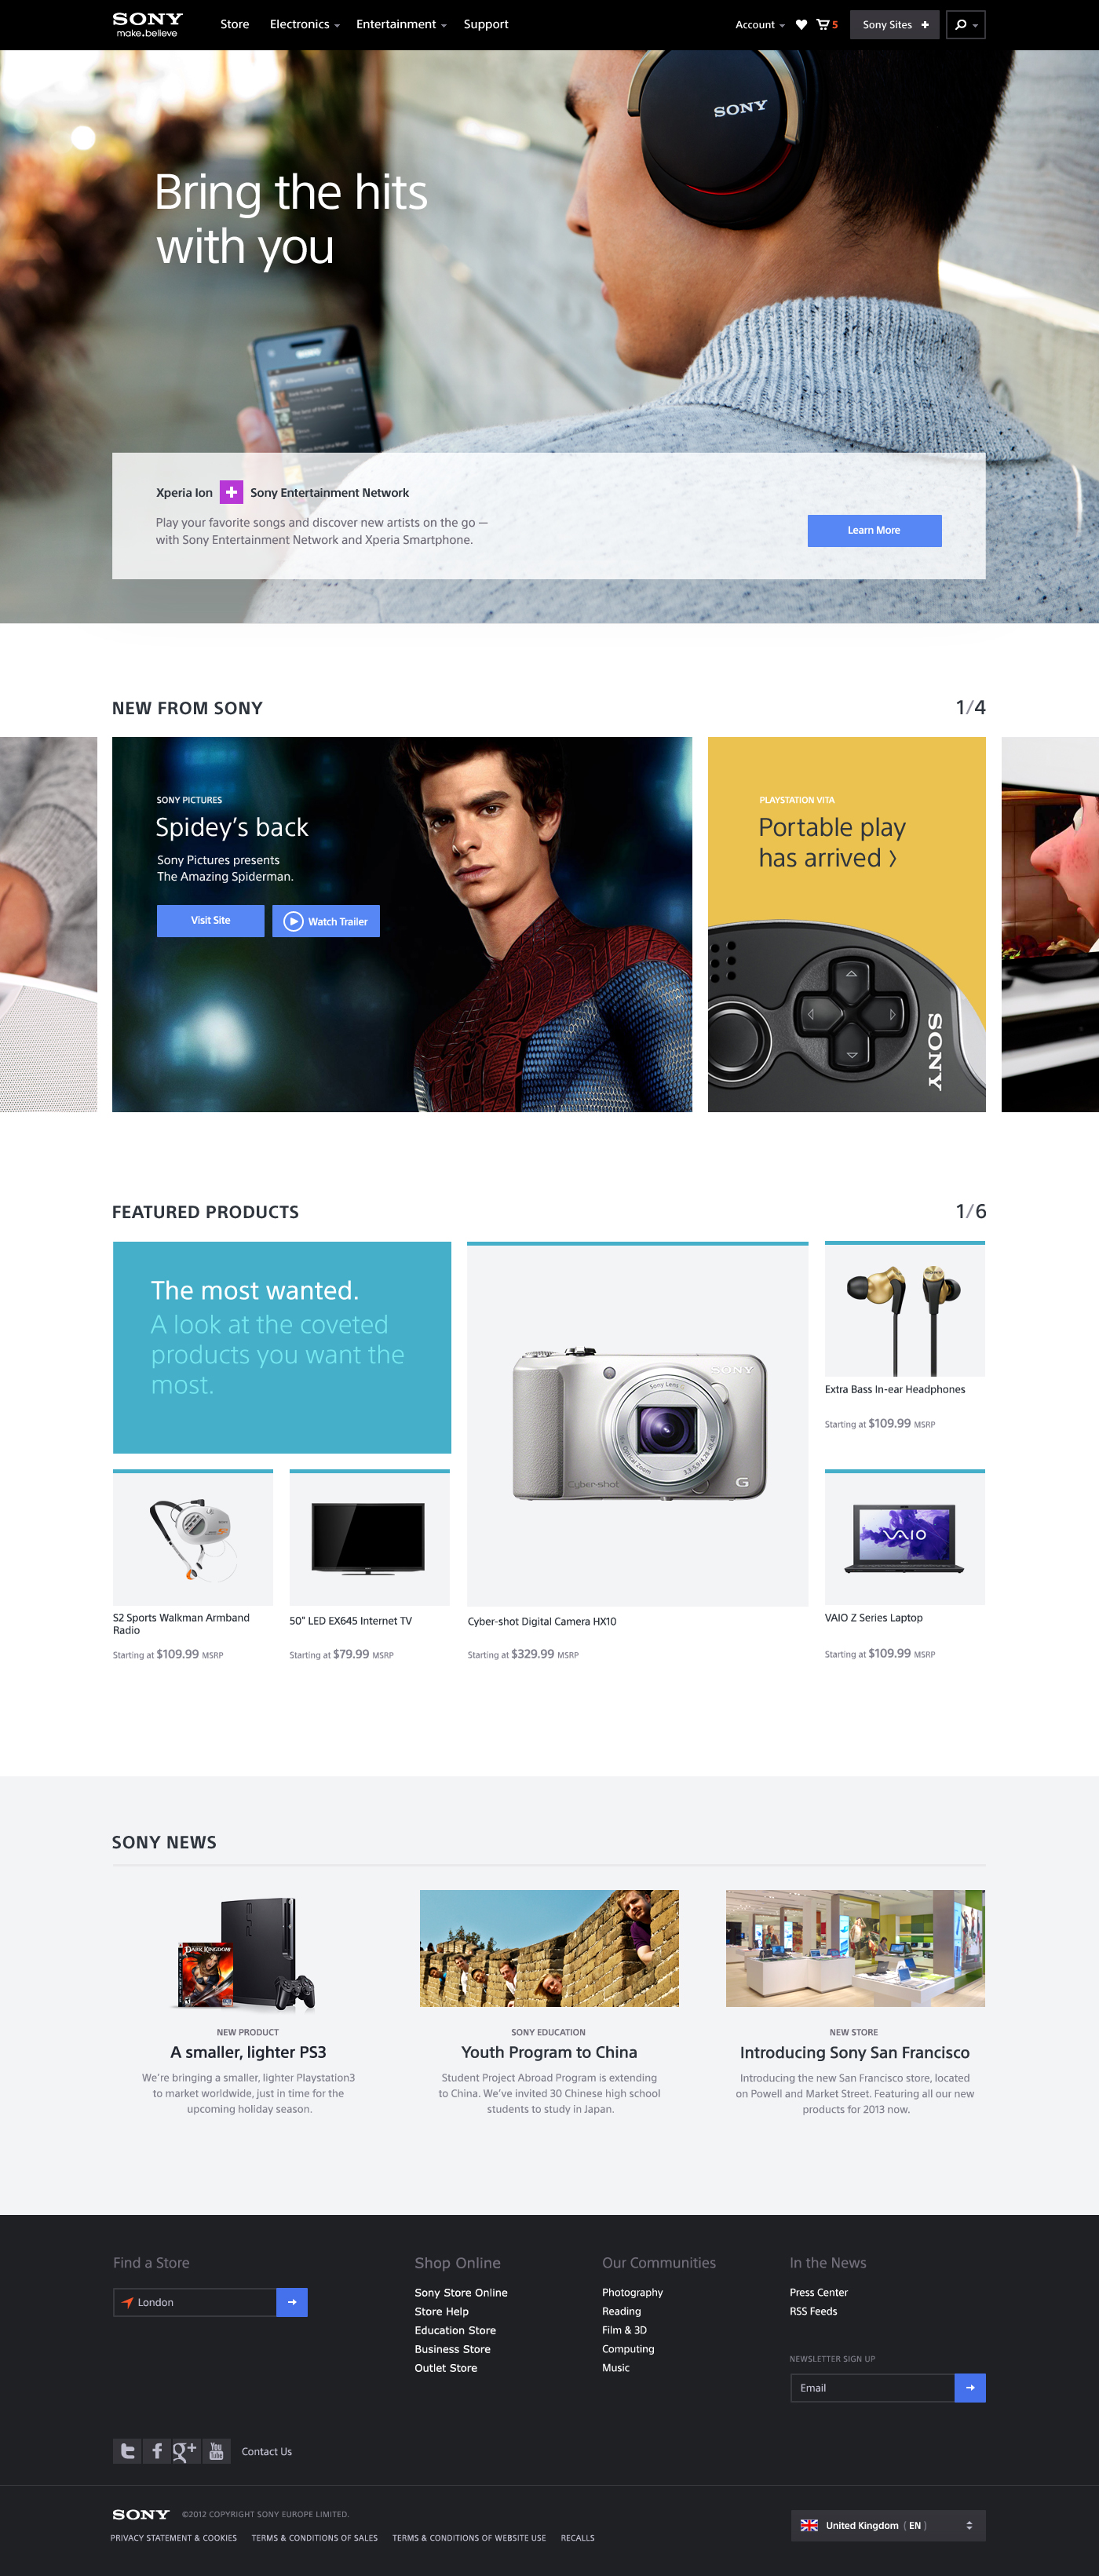 SONY
make.believe
Store Electronics Entertainment Support
Account 5 Sony Sites
SONY
Bring the hits
with you
Xperia Ion Sony Entertainment Network
Play your favorite songs and discover new artists on the go —
with Sony Entertainment Network and Xperia Smartphone.
Learn More
NEW FROM SONY
1/4
SONY PICTURES
Spidey’s back
Sony Pictures presents
The Amazing Spiderman.
Visit Site
Watch Trailer
PLAYSTATION VITA
Portable play
has arrived ›
SONY
FEATURED PRODUCTS
1/6
The most wanted.
A look at the coveted
products you want the
most.
SONY
Sony Lens G
Cyber-shot
G
Extra Bass In-ear Headphones
Starting at $109.99 MSRP
VAIO
S2 Sports Walkman Armband
Radio
Starting at $109.99 MSRP
50" LED EX645 Internet TV
Starting at $79.99 MSRP
Cyber-shot Digital Camera HX10
Starting at $329.99 MSRP
VAIO Z Series Laptop
Starting at $109.99 MSRP
SONY NEWS
PS3
DARK KINGDOM
NEW PRODUCT
A smaller, lighter PS3
We’re bringing a smaller, lighter Playstation3
to market worldwide, just in time for the
upcoming holiday season.
SONY EDUCATION
Youth Program to China
Student Project Abroad Program is extending
to China. We’ve invited 30 Chinese high school
students to study in Japan.
NEW STORE
Introducing Sony San Francisco
Introducing the new San Francisco store, located
on Powell and Market Street. Featuring all our new
products for 2013 now.
Find a Store
London
Shop Online
Sony Store Online
Store Help
Education Store
Business Store
Outlet Store
Our Communities
Photography
Reading
Film & 3D
Computing
Music
In the News
Press Center
RSS Feeds
NEWSLETTER SIGN UP
Email
You Tube
Contact Us
SONY ©2012 COPYRIGHT SONY EUROPE LIMITED.
PRIVACY STATEMENT & COOKIES TERMS & CONDITIONS OF SALES TERMS & CONDITIONS OF WEBSITE USE RECALLS
United Kingdom ( EN )